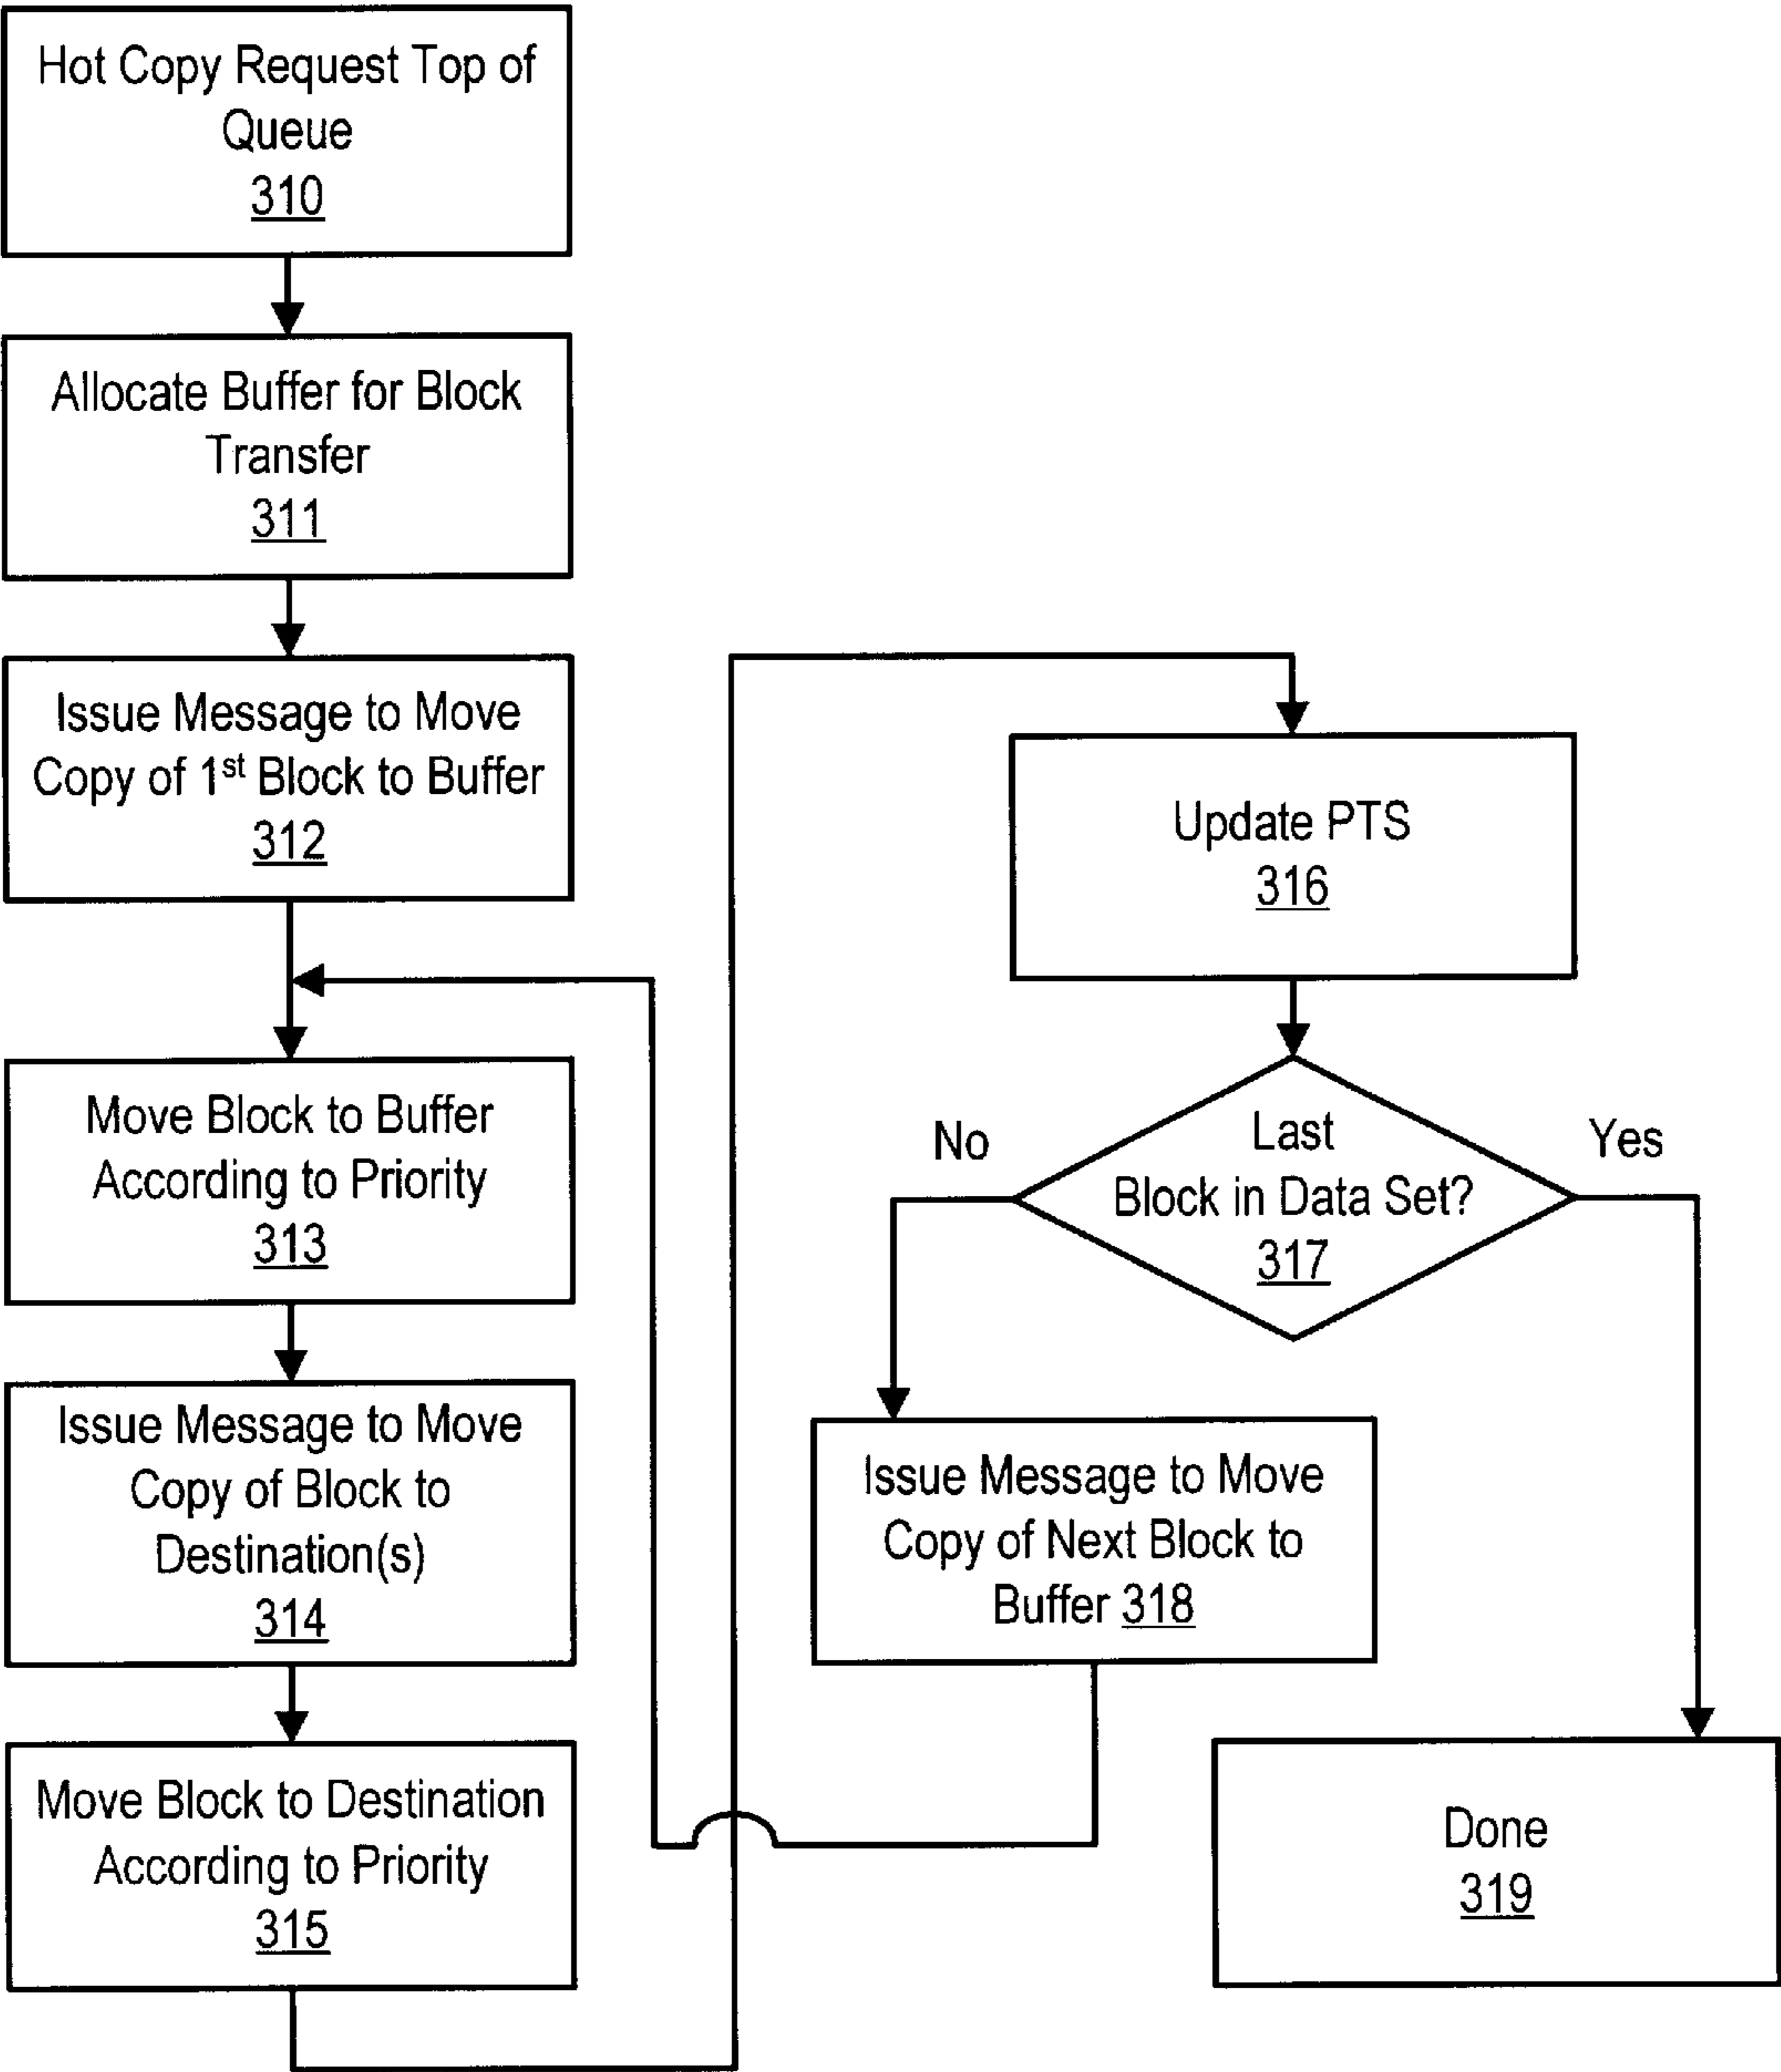 Hot Copy Request Top of
Queue
310
Allocate Buffer for Block
Transfer
311
Issue Message to Move
Copy of 1st Block to Buffer
312
Move Block to Buffer
According to Priority
313
Issue Message to Move
Copy of Block to
Destination(s)
314
Move Block to Destination
According to Priority
315
Update PTS
316
Last
Block in Data Set?
317
No
Yes
Issue Message to Move
Copy of Next Block to
Buffer 318
Done
319